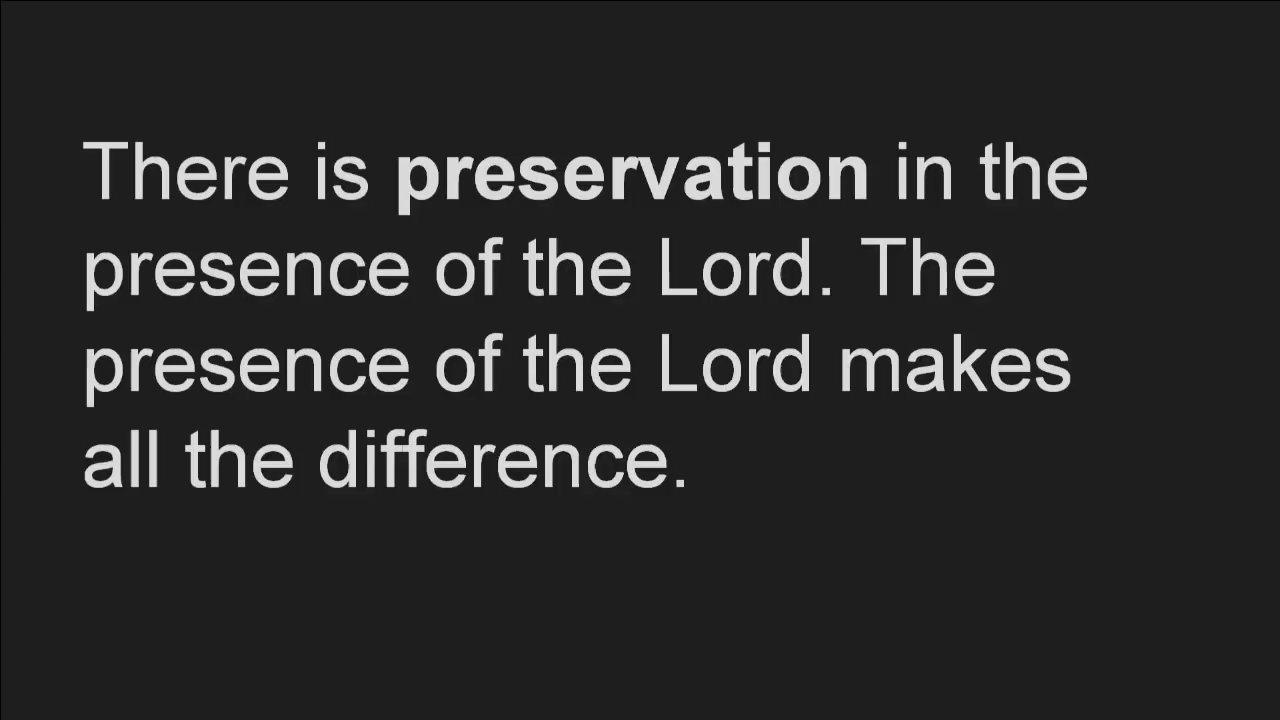 There is preservation in the
presence of the Lord. The
presence of the Lord makes
all the difference.